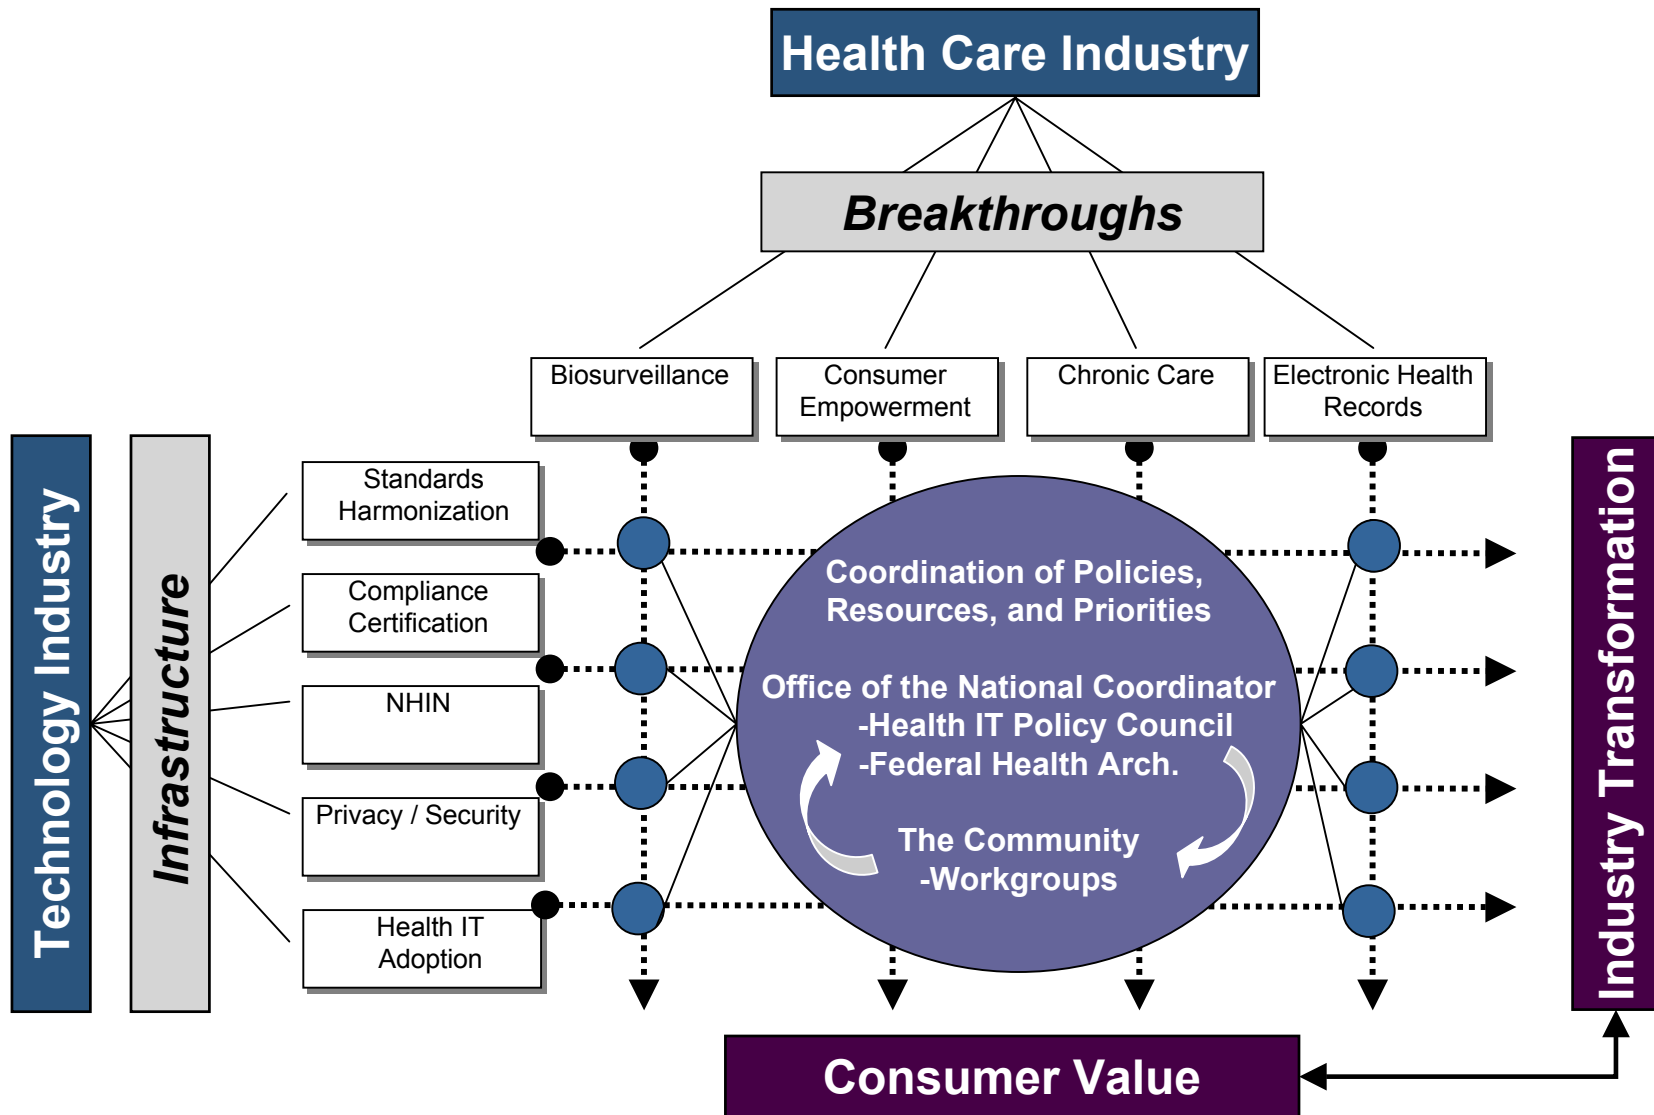 Health Care Industry
Breakthroughs
Biosurveillance
Consumer
Empowerment
Chronic Care
Electronic Health
Records
Technology Industry
Infrastructure
Standards
Harmonization
Compliance
Certification
NHIN
Privacy / Security
Health IT
Adoption
Coordination of Policies,
Resources, and Priorities
Office of the National Coordinator
-Health IT Policy Council
-Federal Health Arch.
The Community
-Workgroups
Industry Transformation
Consumer Value